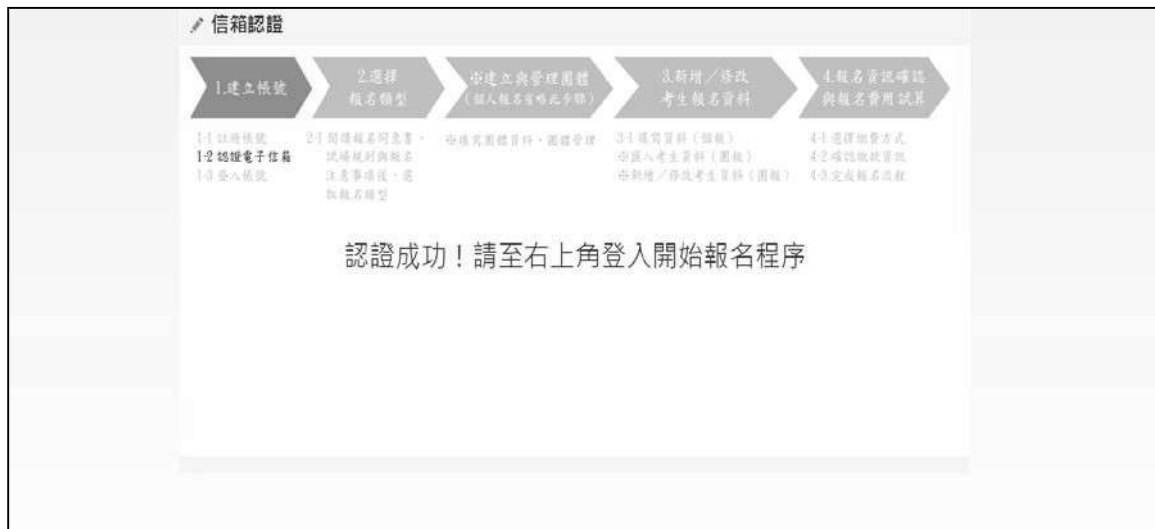 信箱認證
1.建立帳號
2.選擇
報名類型
※建立與管理團體
(個人報名省略此步驟)
3.新增／修改
考生報名資料
4.報名資訊確認
與報名費用試算
1-1 註冊帳號
1-2 認證電子信箱
1-3 登入帳號
2-1 閱讀報名同意書、
試場規則與報名
注意事項後，選
取報名類型
※填寫團體資料、團體管理
3-1 填寫資料（個報）
※匯入考生資料（團報）
※新增／修改考生資料（團報）
4-1 選擇繳費方式
4-2 確認繳款資訊
4-3 完成報名流程
認證成功！請至右上角登入開始報名程序